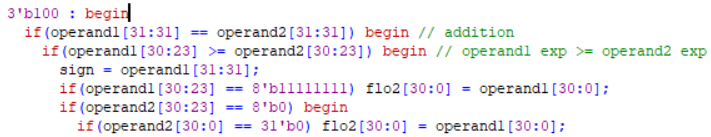 3'b100 : begin
if(operand1[31:31] == operand2[31:31]) begin // addition
if(operand1[30:23] >= operand2[30:23]) begin // operand1 exp >= operand2 exp
sign = operand1[31:31];
if(operand1[30:23] == 8'b11111111) flo2[30:0] = operand1[30:0];
if(operand2[30:23] == 8'b0) begin
if(operand2[30:0] == 31'b0) flo2[30:0] = operand1[30:0];